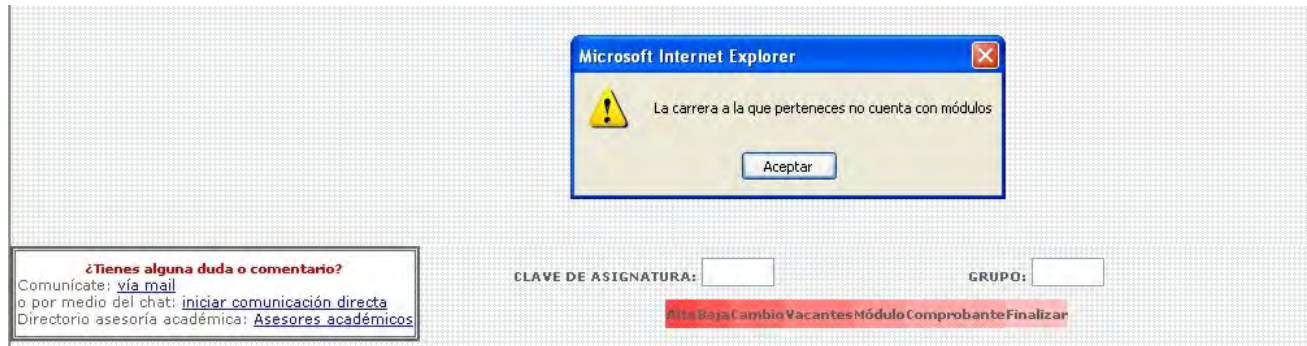 Microsoft Internet Explorer
La carrera a la que perteneces no cuenta con módulos
Aceptar
¿Tienes alguna duda o comentario?
Comunícate: vía mail
o por medio del chat: iniciar comunicación directa
Directorio asesoría académica: Asesores académicos
CLAVE DE ASIGNATURA: GRUPO:
Alta Baja Cambio Vacantes Módulo Comprobante Finalizar